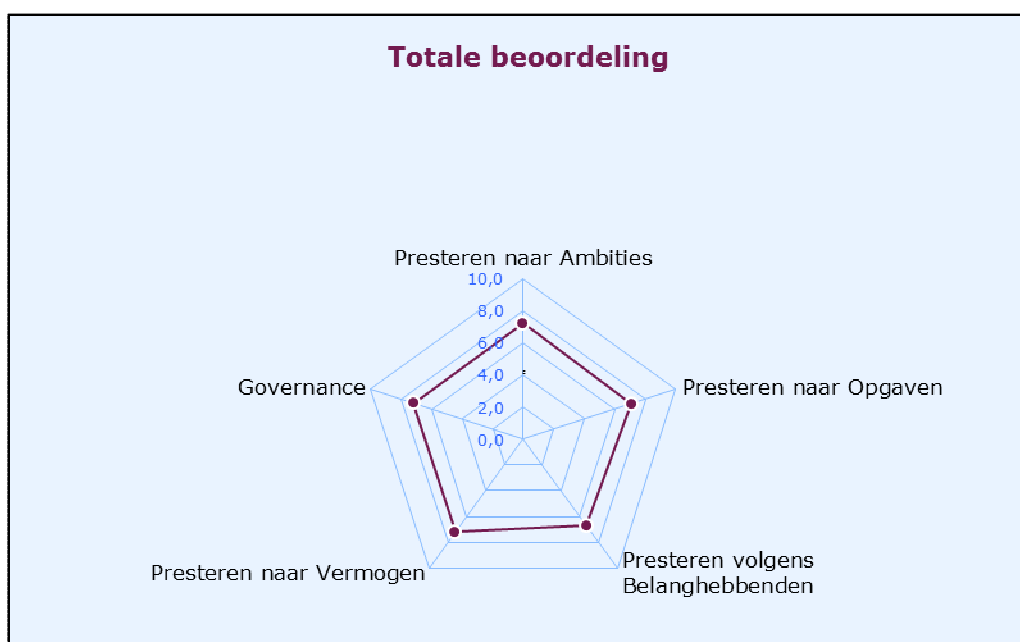 Totale beoordeling
Presteren naar Ambities
10,0
8,0
6,0
4,0
2,0
0,0
Governance
Presteren naar Opgaven
Presteren volgens
Belanghebbenden
Presteren naar Vermogen